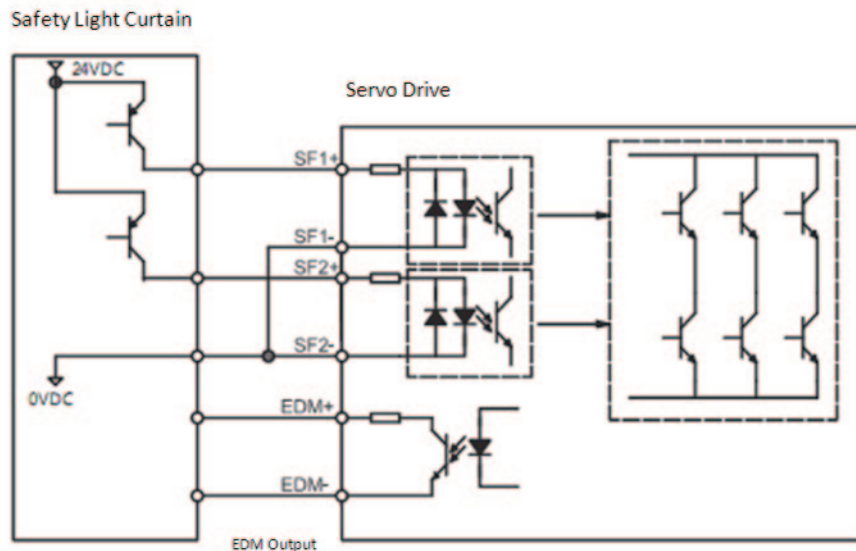 Safety Light Curtain
24VDC
Servo Drive
SF1+
SF1-
SF2+
SF2-
0VDC
EDM+
EDM-
EDM Output